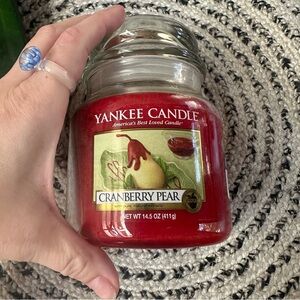 YANKEE CANDLE
America's Best Loved Candle
CRANBERRY PEAR
NET WT 14.5 OZ (411g)